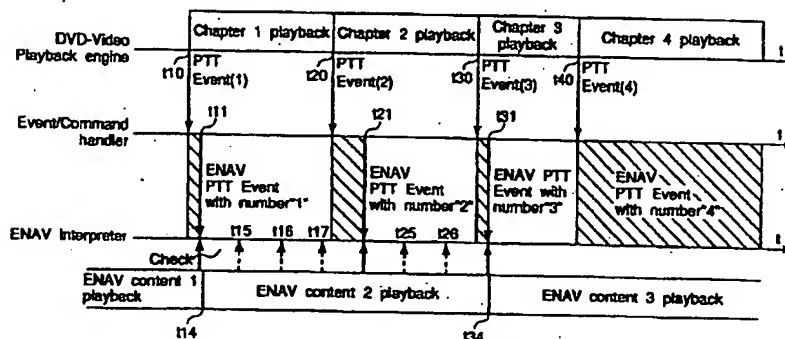 Chapter 1 playback
Chapter 2 playback
Chapter 3
playback
Chapter 4 playback
DVD-Video
Playback engine
t
t10
PTT
Event(1)
t20
PTT
Event(2)
t30
PTT
Event(3)
t40
PTT
Event(4)
t11
t21
t31
Event/Command
handler
t
ENAV
PTT Event
with number"1"
ENAV
PTT Event
with number"2"
ENAV PTT
Event with
number"3"
ENAV
PTT Event
with number"4"
ENAV Interpreter
t15
t16
t17
t25
t26
t
Check
ENAV content 1
playback
ENAV content 2 playback
ENAV content 3 playback
t14
t34